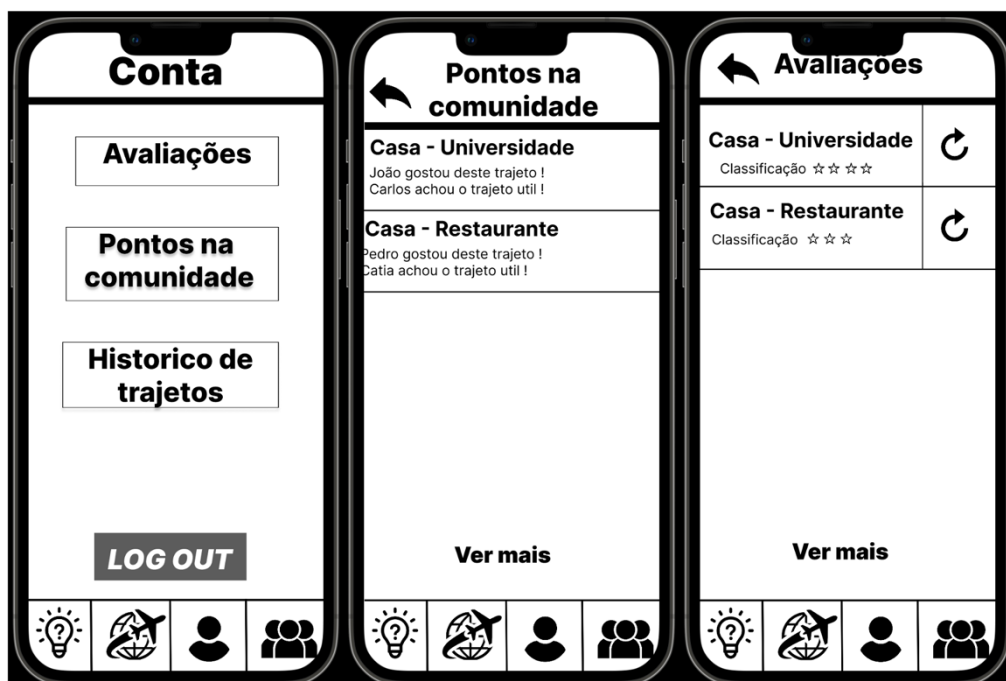 Conta
Avaliações
Pontos na
comunidade
Historico de
trajetos
LOG OUT
Pontos na
comunidade
Casa - Universidade
João gostou deste trajeto !
Carlos achou o trajeto util !
Casa - Restaurante
Pedro gostou deste trajeto !
Catia achou o trajeto util !
Ver mais
Avaliações
Casa - Universidade
Classificação ☆☆☆☆
Casa - Restaurante
Classificação ☆☆☆
Ver mais